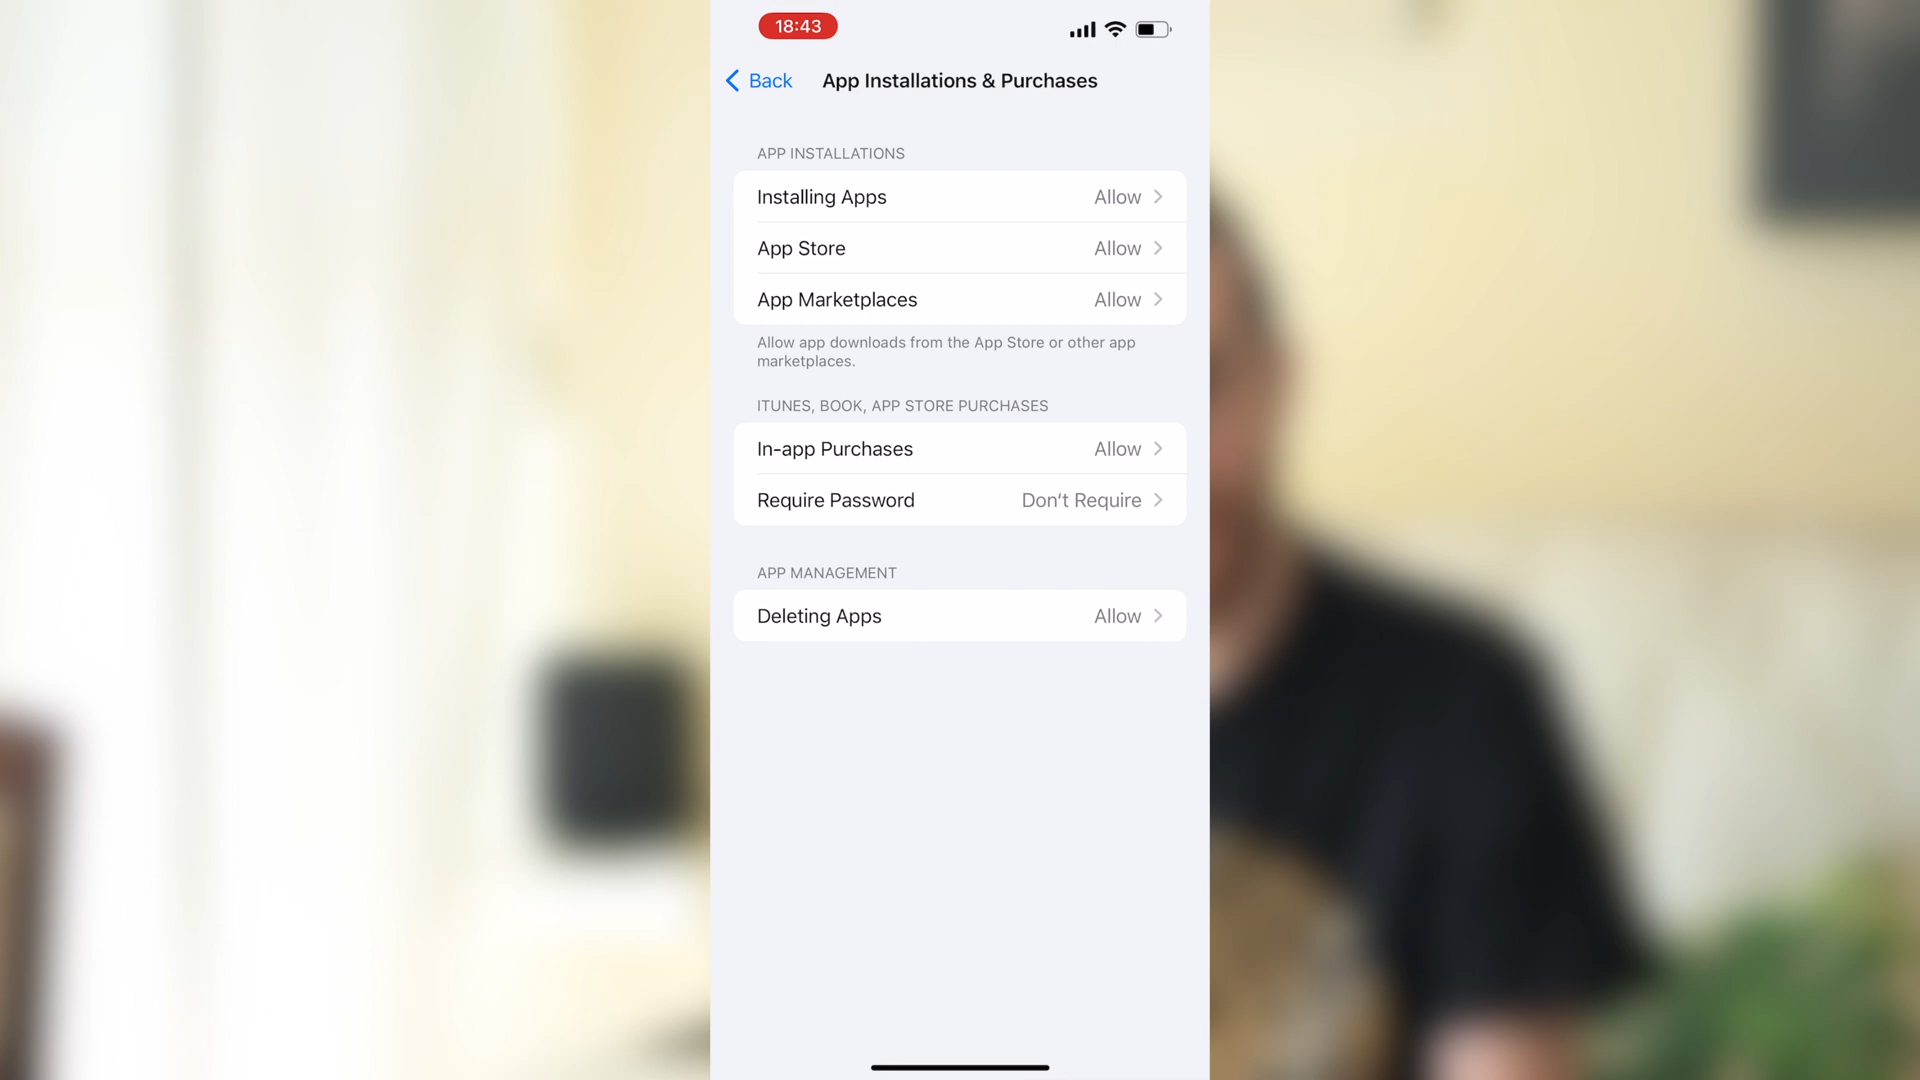 18:43
Back
App Installations & Purchases
APP INSTALLATIONS
Installing Apps Allow
App Store Allow
App Marketplaces Allow
Allow app downloads from the App Store or other app
marketplaces.
ITUNES, BOOK, APP STORE PURCHASES
In-app Purchases Allow
Require Password Don’t Require
APP MANAGEMENT
Deleting Apps Allow